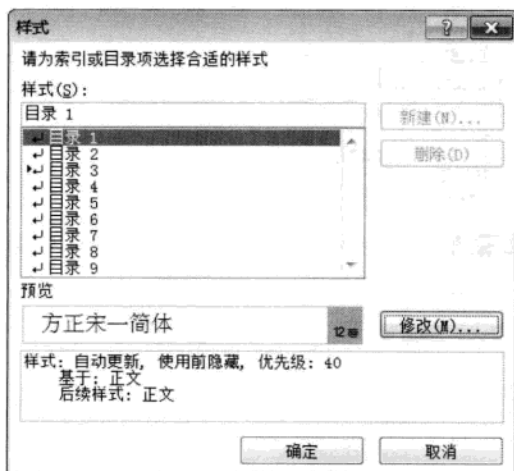 样式
请为索引或目录项选择合适的样式
样式(S):
目录 1
新建(N)...
目录 1
删除(D)
目录 2
目录 3
目录 4
目录 5
目录 6
目录 7
目录 8
目录 9
预览
方正宋一简体
12
修改(M)...
样式: 自动更新, 使用前隐藏, 优先级: 40
基于: 正文
后续样式: 正文
确定
取消